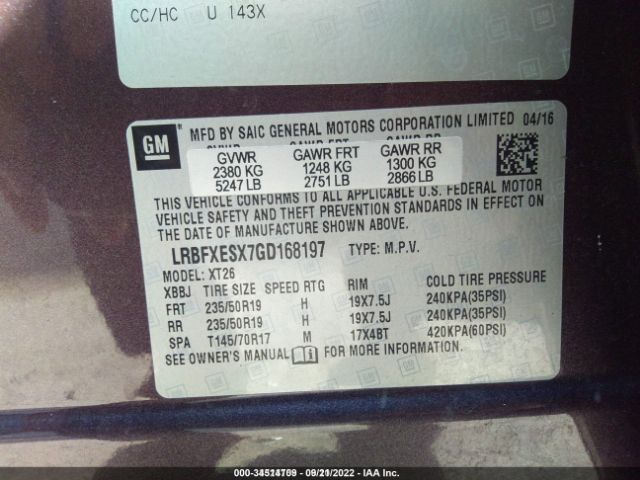 CC/HC U 143X
GM
MFD BY SAIC GENERAL MOTORS CORPORATION LIMITED 04/16
GVWR GAWR FRT GAWR RR
2380 KG 1248 KG 1300 KG
5247 LB 2751 LB 2866 LB
THIS VEHICLE CONFORMS TO ALL APPLICABLE U.S. FEDERAL MOTOR
VEHICLE SAFETY AND THEFT PREVENTION STANDARDS IN EFFECT ON
THE DATE OF MANUFACTURE SHOWN ABOVE.
LRBFXESX7GD168197 TYPE: M.P.V.
MODEL: XT26
XBBJ TIRE SIZE SPEED RTG RIM COLD TIRE PRESSURE
FRT 235/50R19 H 19X7.5J 240KPA(35PSI)
RR 235/50R19 H 19X7.5J 240KPA(35PSI)
SPA T145/70R17 M 17X4BT 420KPA(60PSI)
SEE OWNER'S MANUAL FOR MORE INFORMATION.
2022 - IAA Inc.